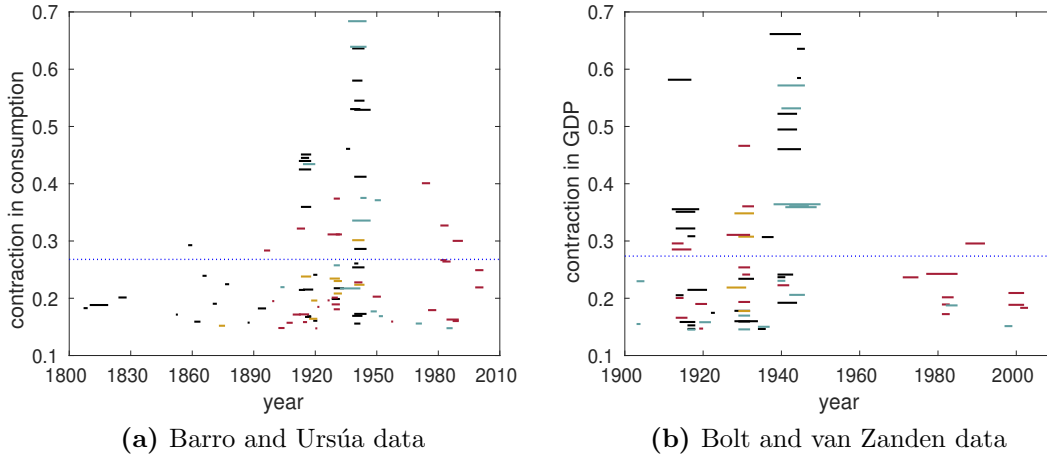 0.7
0.6
0.5
0.4
0.3
0.2
0.1
contraction in consumption
1800 1830 1860 1890 1920 1950 1980 2010
year
(a) Barro and Ursúa data
0.7
0.6
0.5
0.4
0.3
0.2
0.1
contraction in GDP
1900 1920 1940 1960 1980 2000
year
(b) Bolt and van Zanden data